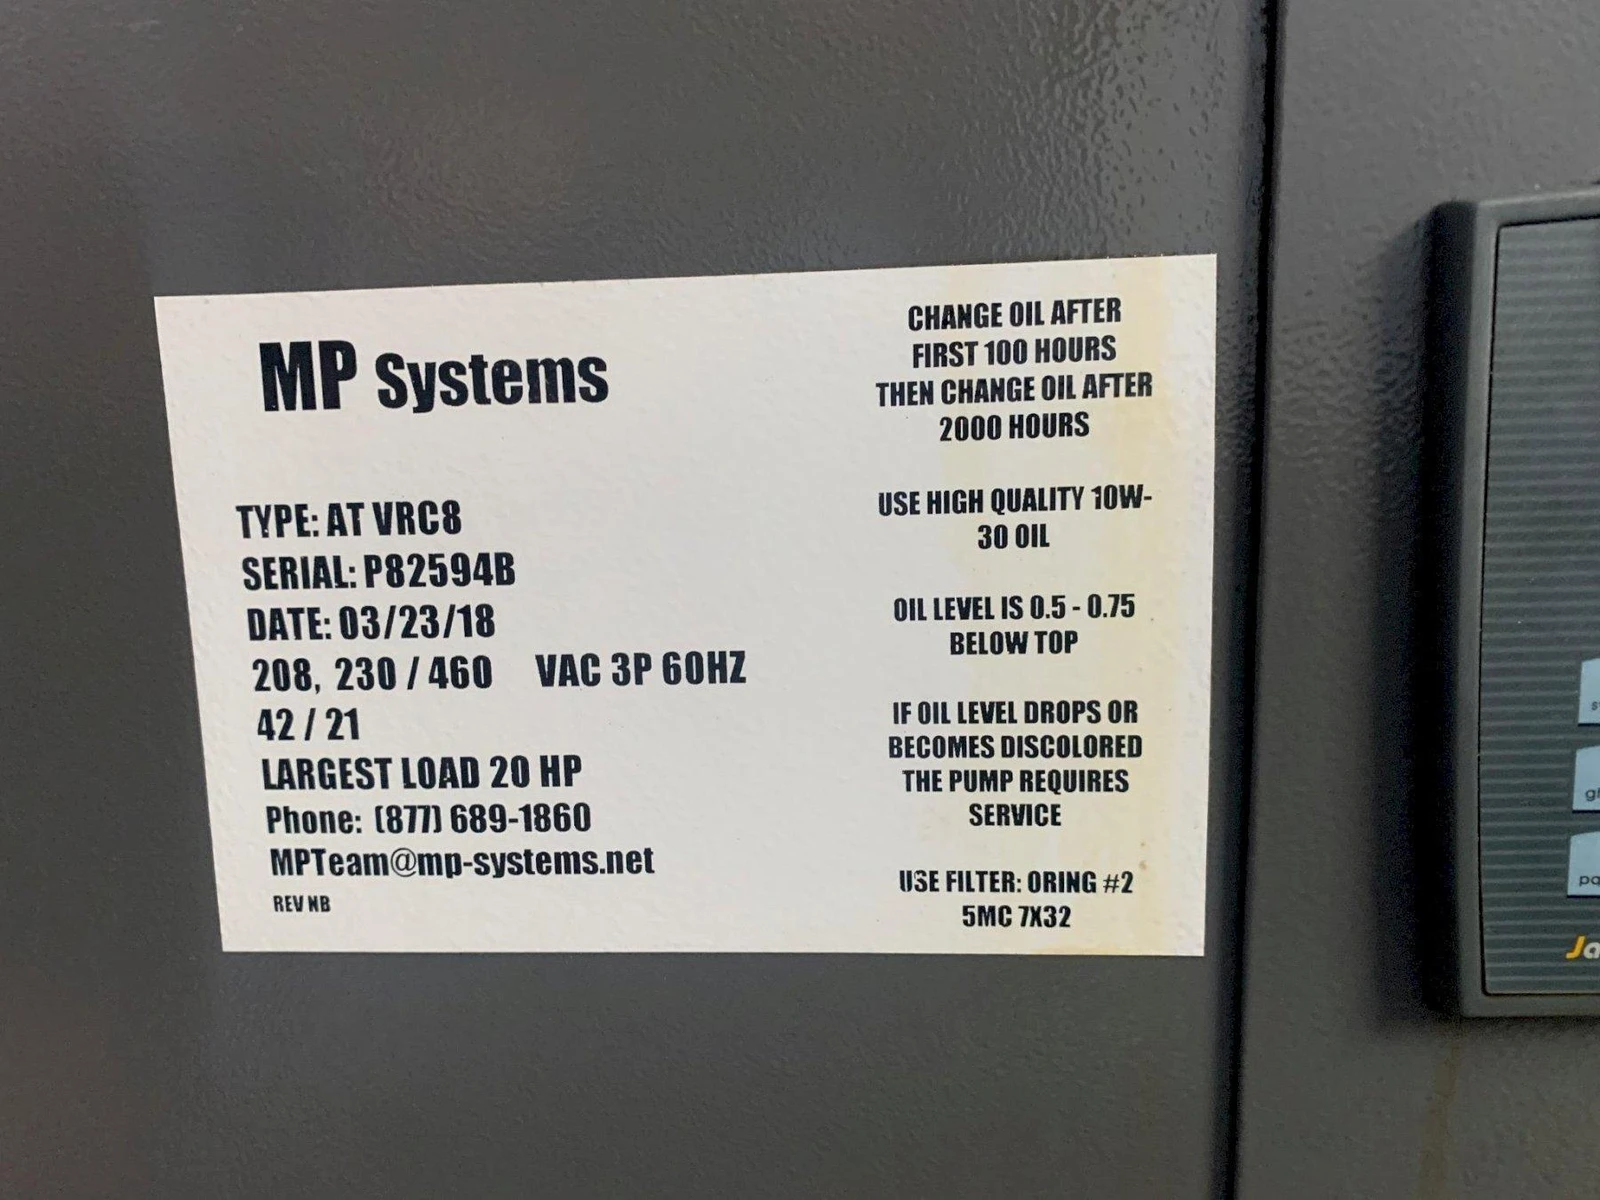 MP Systems
TYPE: AT VRC8
SERIAL: P82594B
DATE: 03/23/18
208, 230 / 460 VAC 3P 60HZ
42 / 21
LARGEST LOAD 20 HP
Phone: (877) 689-1860
MPTeam@mp-systems.net
REV NB
CHANGE OIL AFTER
FIRST 100 HOURS
THEN CHANGE OIL AFTER
2000 HOURS
USE HIGH QUALITY 10W-
30 OIL
OIL LEVEL IS 0.5 - 0.75
BELOW TOP
IF OIL LEVEL DROPS OR
BECOMES DISCOLORED
THE PUMP REQUIRES
SERVICE
USE FILTER: ORING #2
5MC 7X32